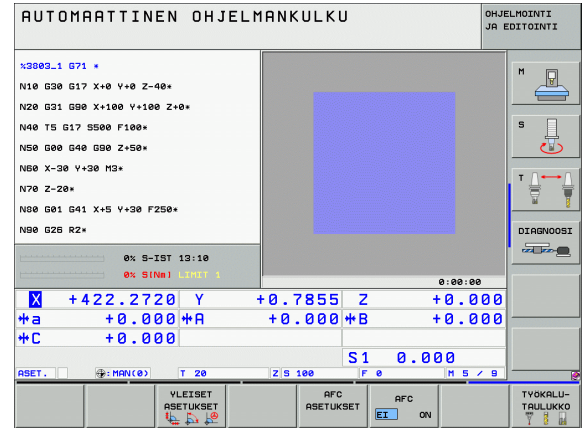 AUTOMAATTINEN OHJELMANKULKU
OHJELMOINTI
JA EDITOINTI
%3803_1 G71 *
N10 G30 G17 X+0 Y+0 Z-40*
N20 G31 G90 X+100 Y+100 Z+0*
N40 T5 G17 S500 F100*
N50 G00 G40 G90 Z+50*
N60 X-30 Y+30 M3*
N70 Z-20*
N80 G01 G41 X+5 Y+30 F250*
N90 G26 R2*
0% S-IST 13:10
0% S[Nm] LIMIT 1
0:00:00
M
S
T
DIAGNOOSI
X +422.2720 Y +0.7855 Z +0.000
a +0.000 A +0.000 B +0.000
C +0.000
S1 0.000
ASET. :MAN(0) T 20 Z S 100 F 0 M 5 / 9
YLEISET
ASETUKSET
AFC
ASETUKSET
AFC
EI ON
TYÖKALU-
TAULUKKO